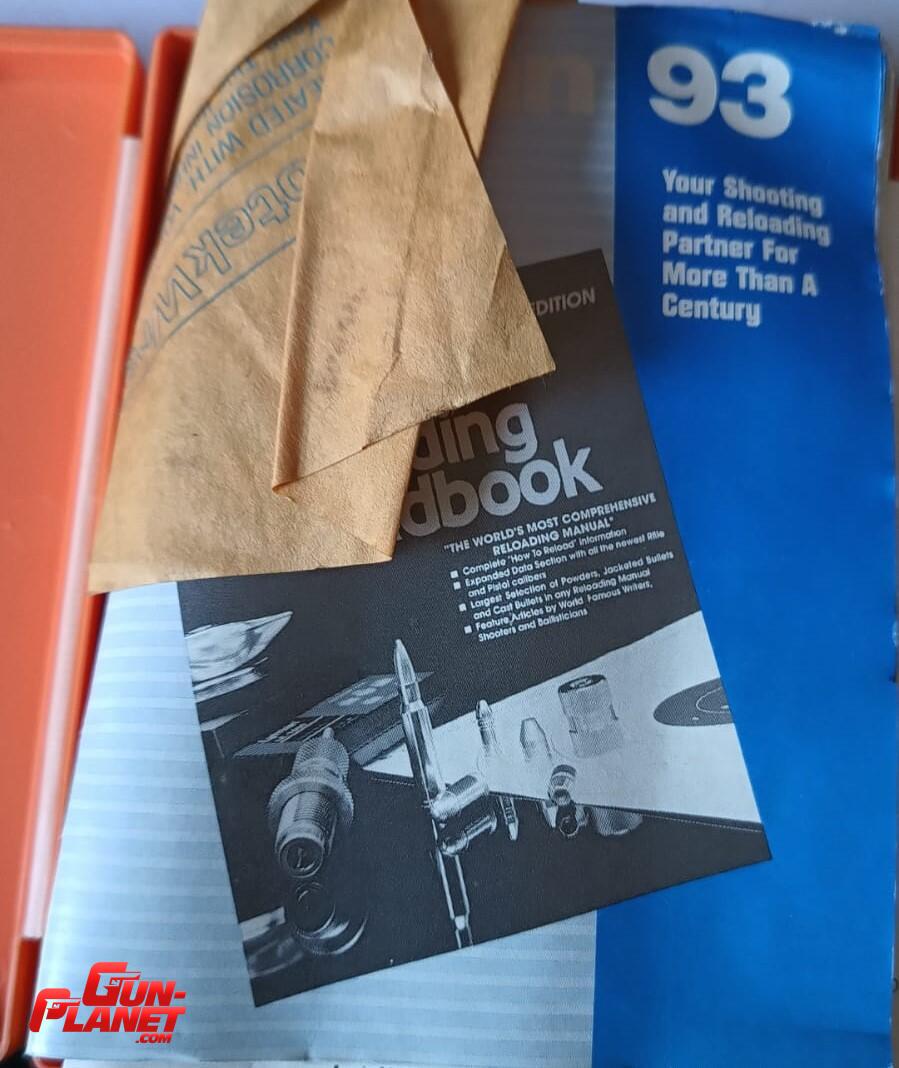 93
Your Shooting
and Reloading
Partner For
More Than A
Century
CORROSION
WITH
EDITION
"THE WORLD'S MOST COMPREHENSIVE
RELOADING MANUAL"
■ Complete "How To Reload" Information
■ Expanded Data Section with all the newest Rifle
and Pistol calibers
■ Largest Selection of Powders, Jacketed Bullets
and Cast Bullets in any Reloading Manual
■ Feature Articles by World Famous Writers,
Shooters and Ballisticians
GUN-
PLANET
.COM